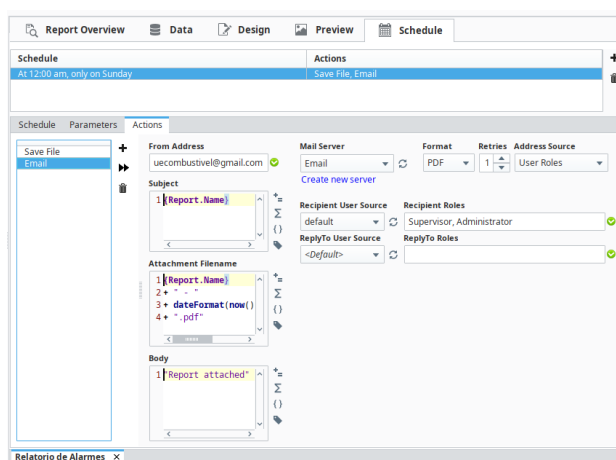 Report Overview Data Design Preview Schedule
Schedule Actions
At 12:00 am, only on Sunday Save File, Email
Schedule Parameters Actions
Save File
Email
From Address
uecombustivel@gmail.com
Subject
1 {Report.Name}
Attachment Filename
1 {Report.Name}
2 + " - "
3 + dateFormat(now()
4 + ".pdf"
Body
1 "Report attached"
Mail Server Format Retries Address Source
Email PDF 1 User Roles
Create new server
Recipient User Source Recipient Roles
default Supervisor, Administrator
ReplyTo User Source ReplyTo Roles
<Default>
Relatorio de Alarmes X